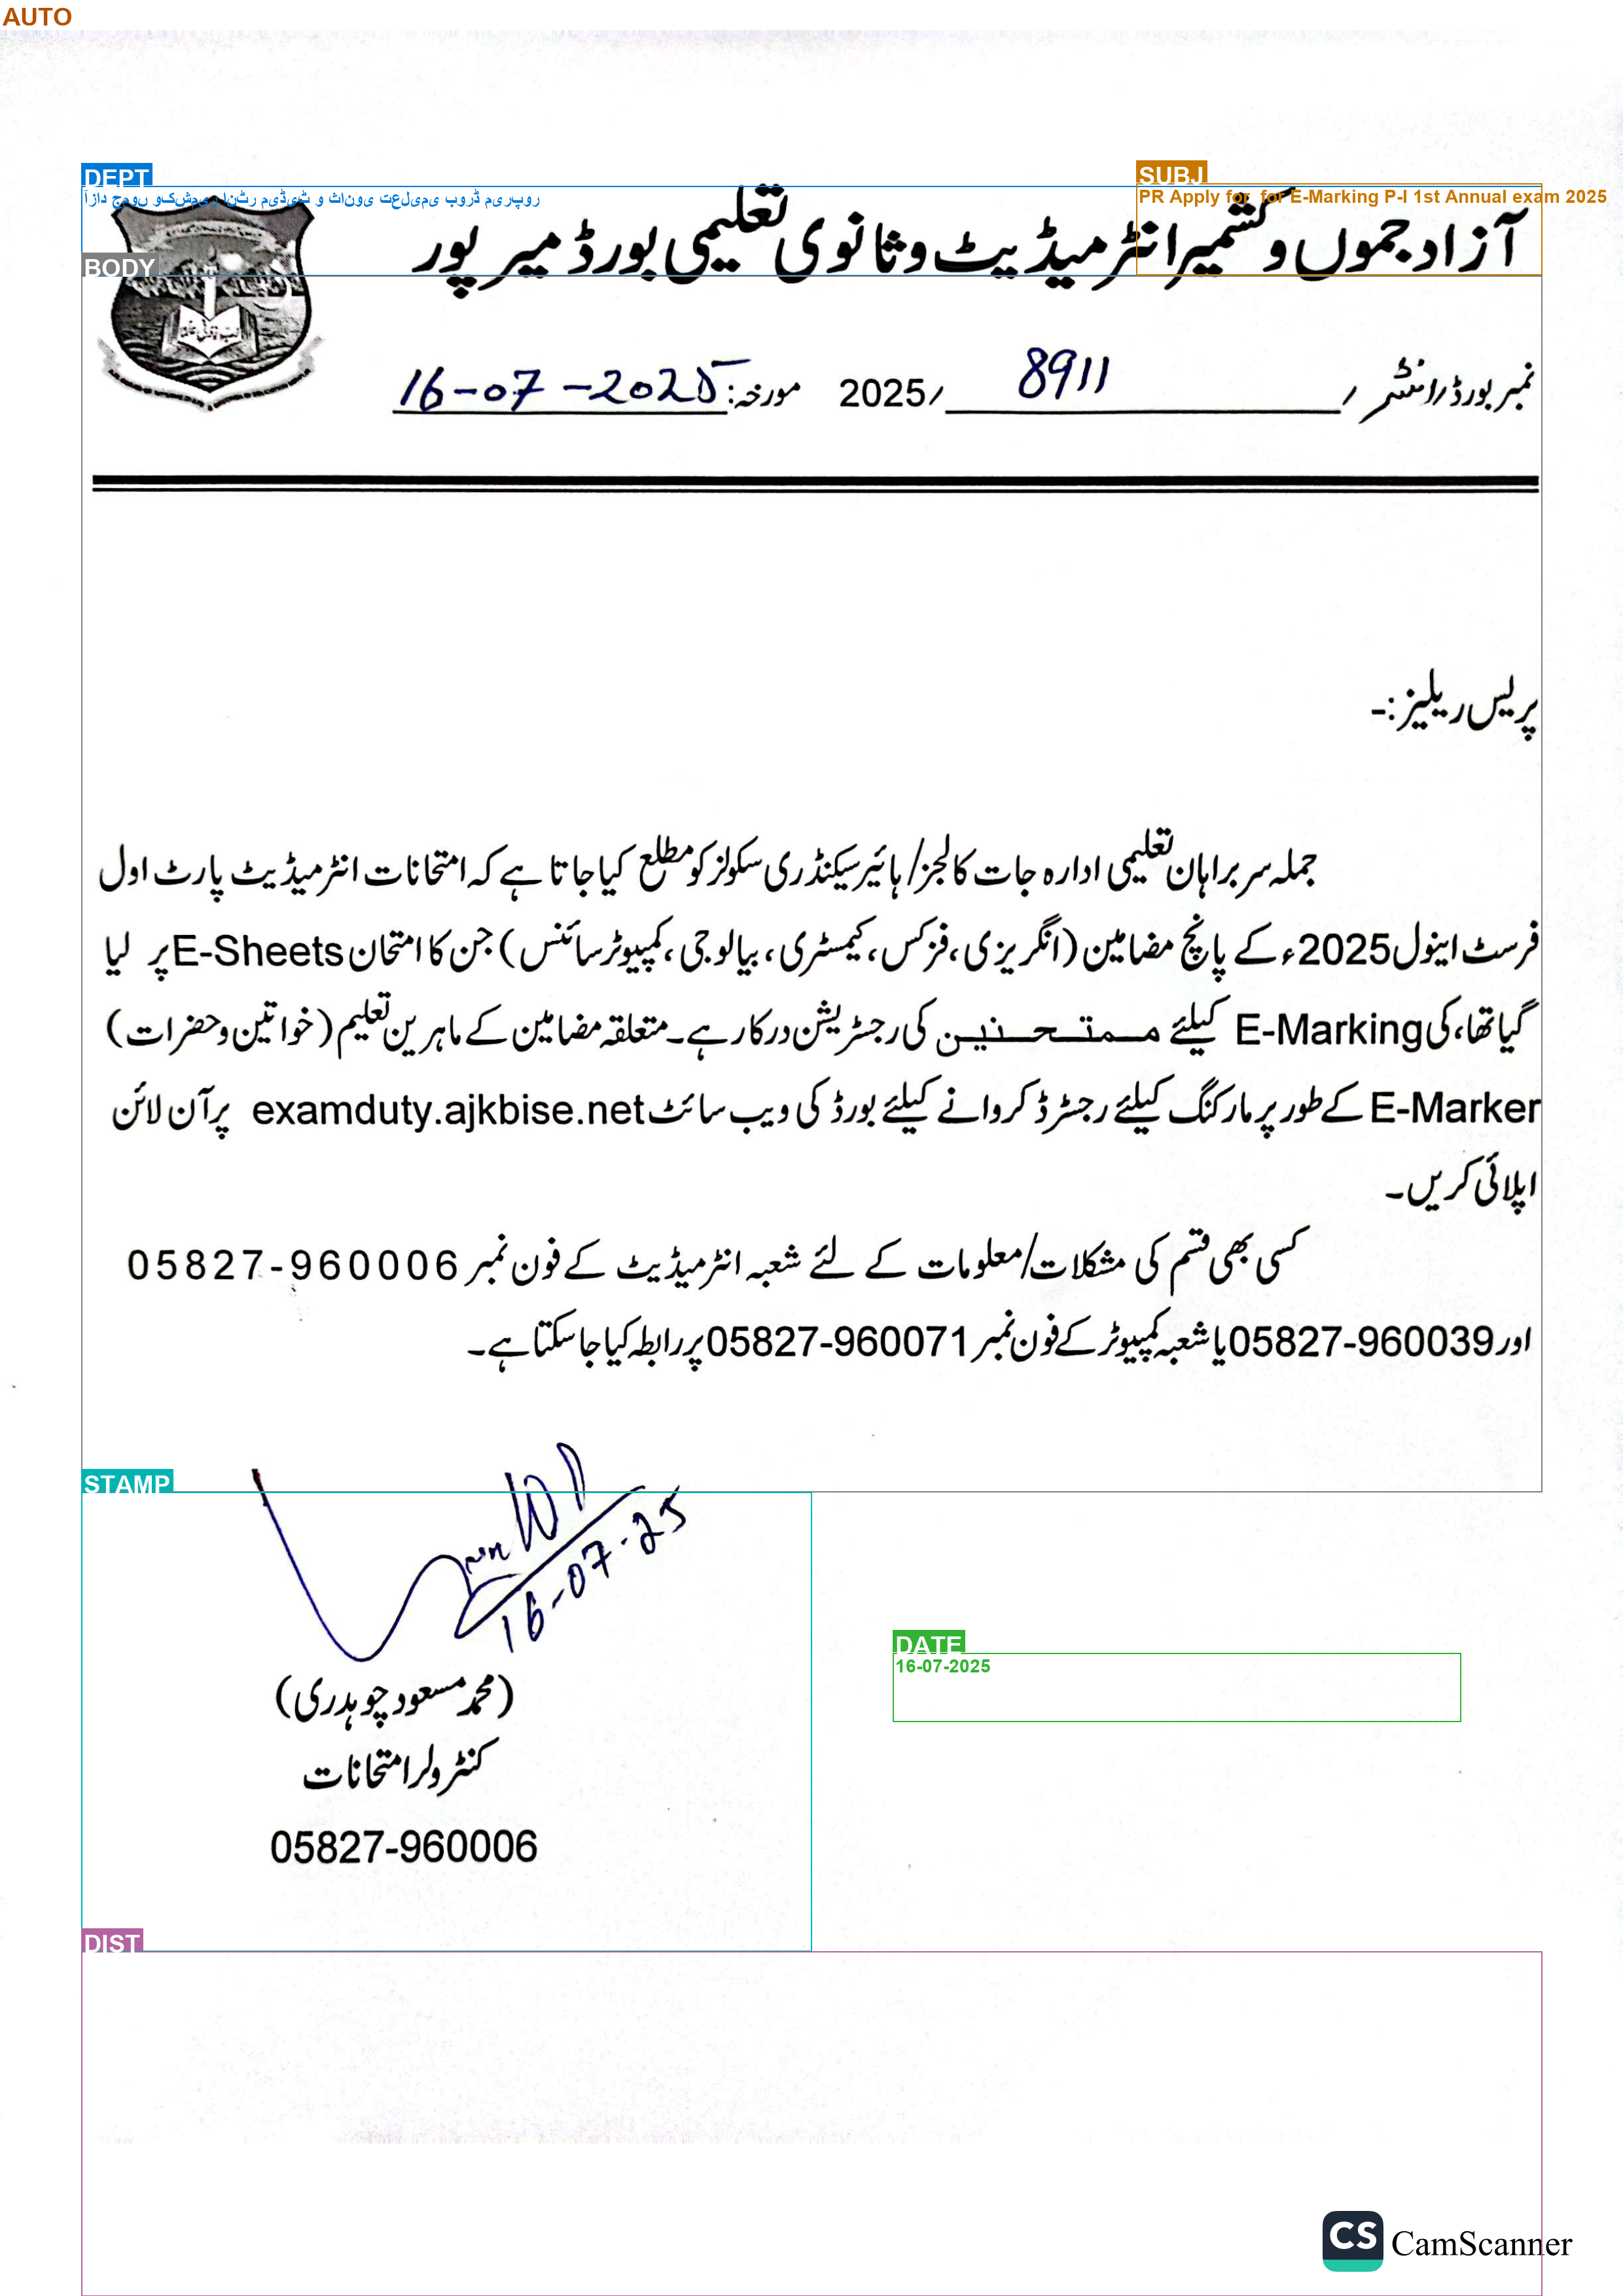 AUTO
DEPT
آزاد جموں وکشمیر انٹر میڈیٹ و ثانوی تعلیمی بورڈ میرپور
SUBJ
PR Apply for for E-Marking P-I 1st Annual exam 2025
آزاد جموں وکشمیر انٹرمیڈیٹ وثانوی تعلیمی بورڈ میرپور
BODY
نمبر بورڈ/انٹر / 8911 /2025 مورخہ: 16-07-2025
پریس ریلیز:-
جملہ سربراہان تعلیمی ادارہ جات کالجز/ہائیر سیکنڈری سکولز کو مطلع کیا جاتا ہے کہ امتحانات انٹرمیڈیٹ پارٹ اول
فرسٹ اینول 2025ء کے پانچ مضامین (انگریزی، فزکس، کیمسٹری، بیالوجی، کمپیوٹر سائنس) جن کا امتحان E-Sheets پر لیا
گیا تھا، کی E-Marking کیلئے ممتحنین کی رجسٹریشن درکار ہے۔ متعلقہ مضامین کے ماہرین تعلیم (خواتین وحضرات)
E-Marker کے طور پر مارکنگ کیلئے رجسٹرڈ کروانے کیلئے بورڈ کی ویب سائٹ examduty.ajkbise.net پر آن لائن
اپلائی کریں۔
کسی بھی قسم کی مشکلات/معلومات کے لئے شعبہ انٹرمیڈیٹ کے فون نمبر 05827-960006
اور 05827-960039 یا شعبہ کمپیوٹر کے فون نمبر 05827-960071 پر رابطہ کیا جا سکتا ہے۔
STAMP
16-07-25
DATE
16-07-2025
(محمد مسعود چوہدری)
کنٹرولر امتحانات
05827-960006
DIST
CS CamScanner